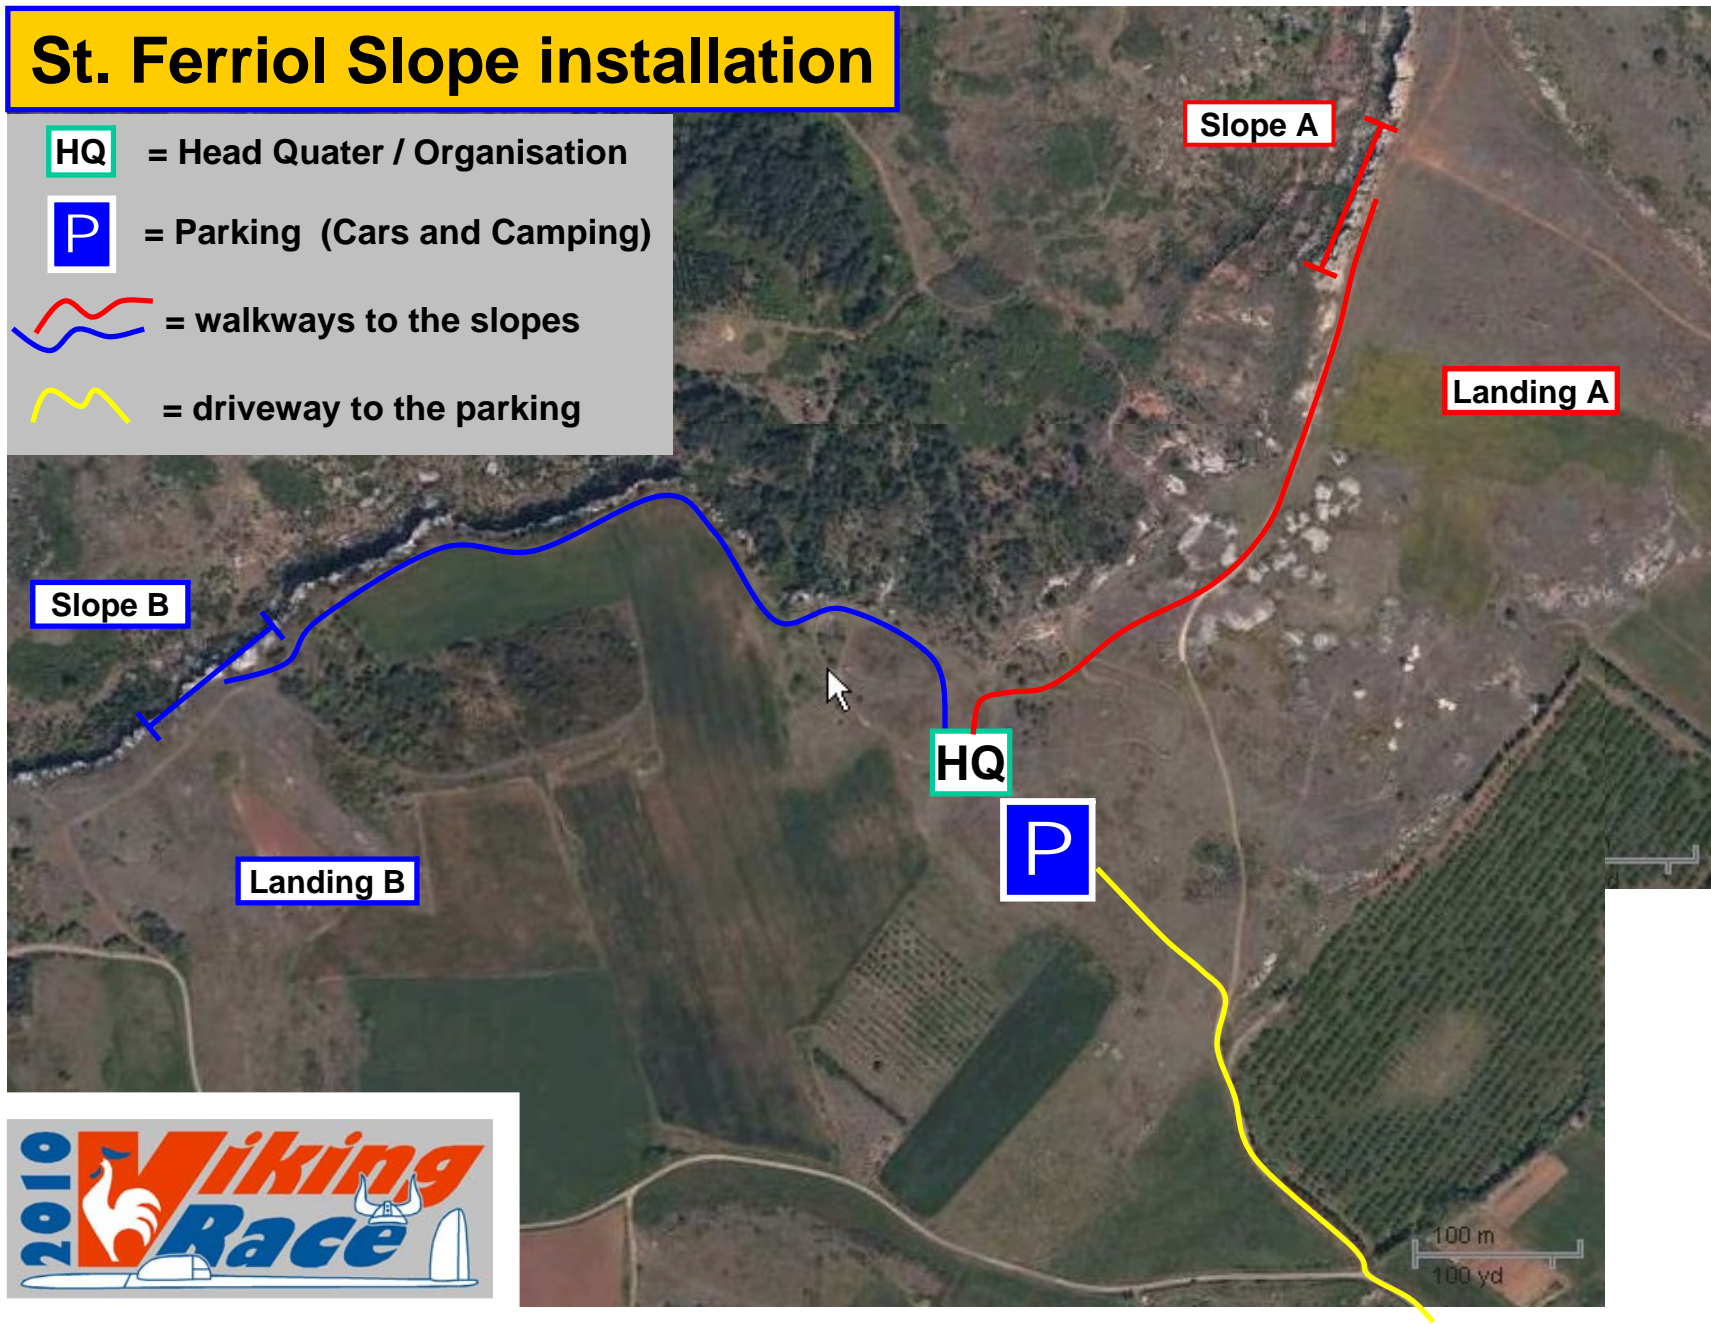 St. Ferriol Slope installation
HQ = Head Quater / Organisation
P = Parking (Cars and Camping)
= walkways to the slopes
= driveway to the parking
Slope A
Landing A
Slope B
HQ
P
Landing B
2010 Viking
Race
100 m
100 yd